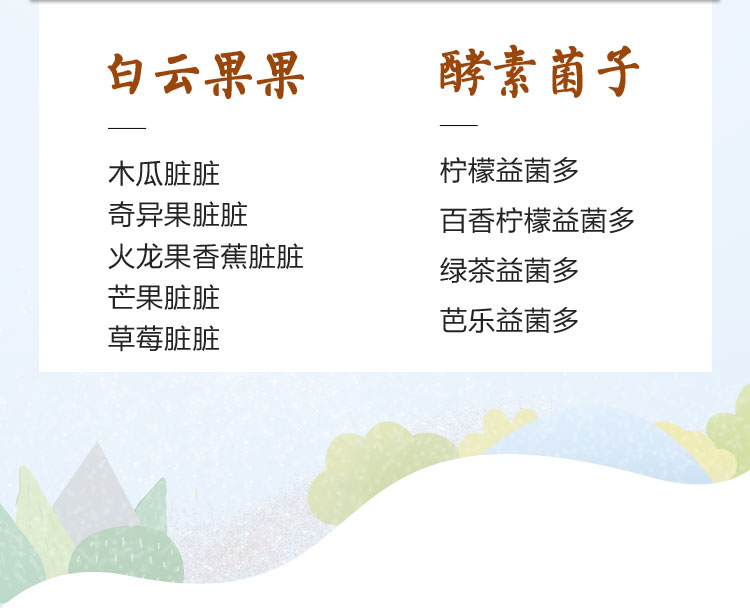 白云果果
木瓜脏脏
奇异果脏脏
火龙果香蕉脏脏
芒果脏脏
草莓脏脏
酵素菌子
柠檬益菌多
百香柠檬益菌多
绿茶益菌多
芭乐益菌多